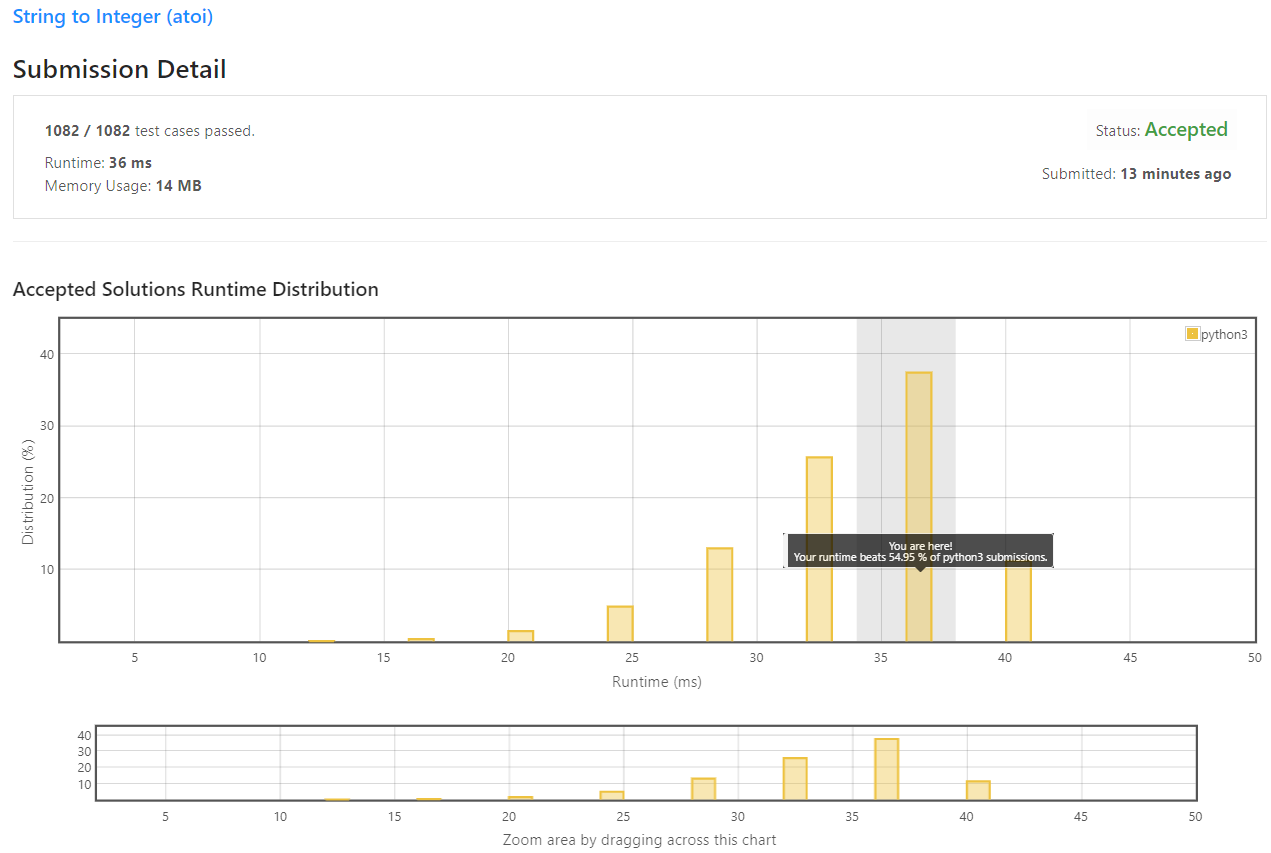 String to Integer (atoi)
Submission Detail
1082 / 1082 test cases passed.
Status: Accepted
Runtime: 36 ms
Memory Usage: 14 MB
Submitted: 13 minutes ago
Accepted Solutions Runtime Distribution
python3
40
30
20
10
Distribution (%)
You are here!
Your runtime beats 54.95 % of python3 submissions.
5 10 15 20 25 30 35 40 45 50
Runtime (ms)
40
30
20
10
5 10 15 20 25 30 35 40 45 50
Zoom area by dragging across this chart